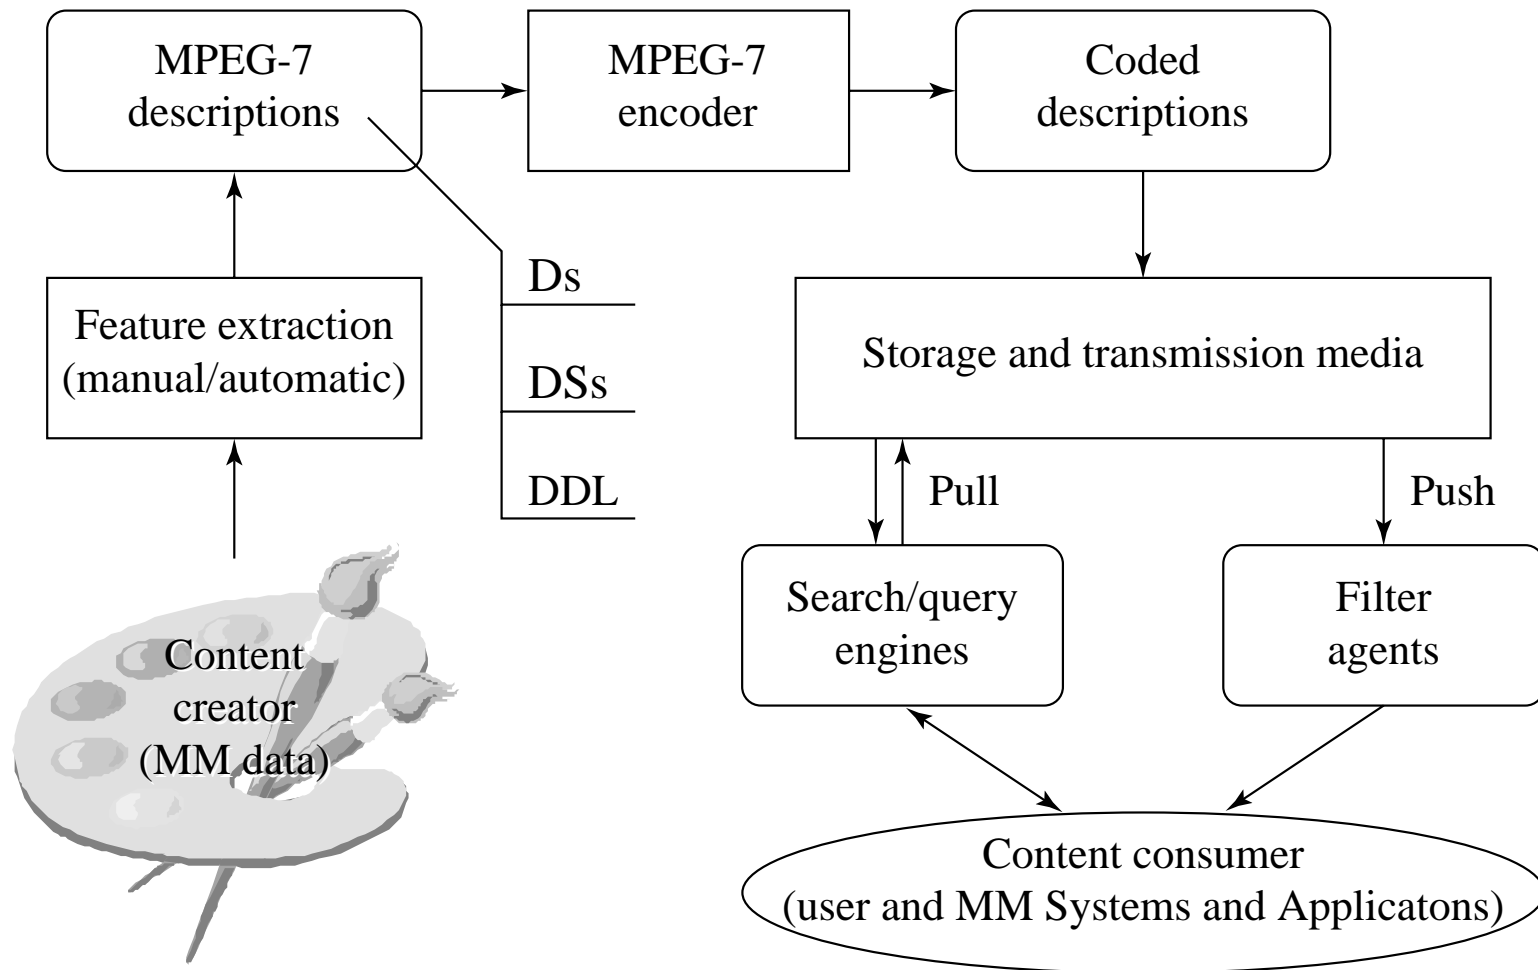 MPEG-7
descriptions
MPEG-7
encoder
Coded
descriptions
Ds
DSs
DDL
Feature extraction
(manual/automatic)
Storage and transmission media
Pull
Push
Content
creator
(MM data)
Search/query
engines
Filter
agents
Content consumer
(user and MM Systems and Applicatons)